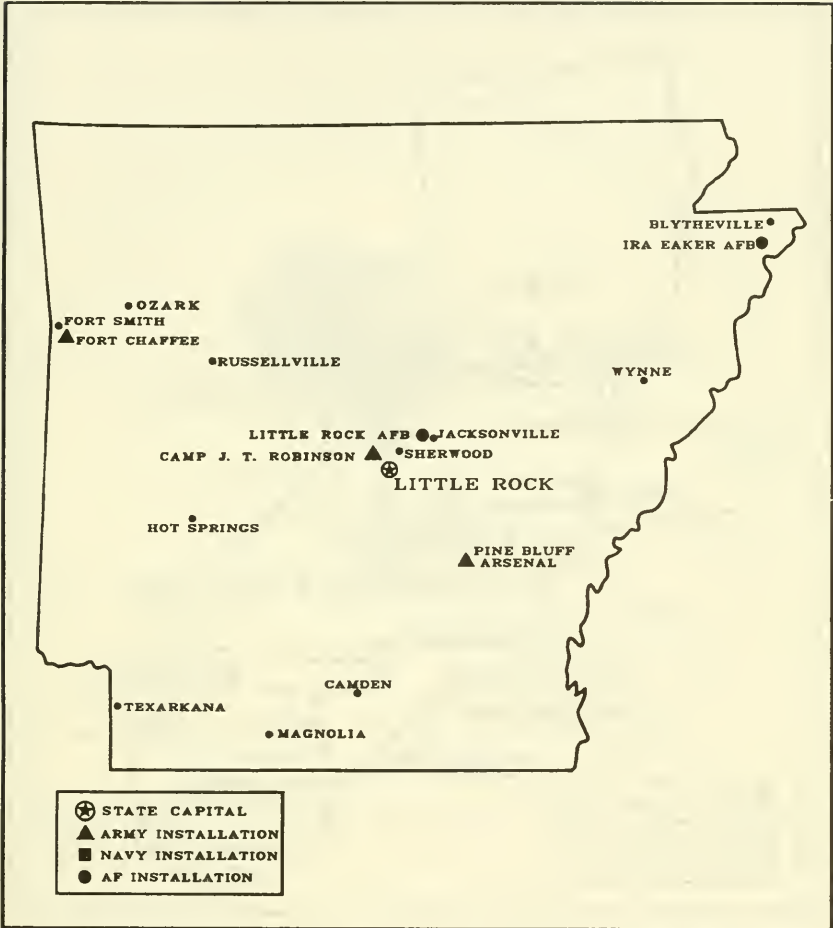 BLYTHEVILLE
IRA EAKER AFB
OZARK
FORT SMITH
FORT CHAFFEE
RUSSELLVILLE
WYNNE
LITTLE ROCK AFB
JACKSONVILLE
CAMP J. T. ROBINSON
SHERWOOD
LITTLE ROCK
HOT SPRINGS
PINE BLUFF
ARSENAL
CAMDEN
TEXARKANA
MAGNOLIA
STATE CAPITAL
ARMY INSTALLATION
NAVY INSTALLATION
AF INSTALLATION